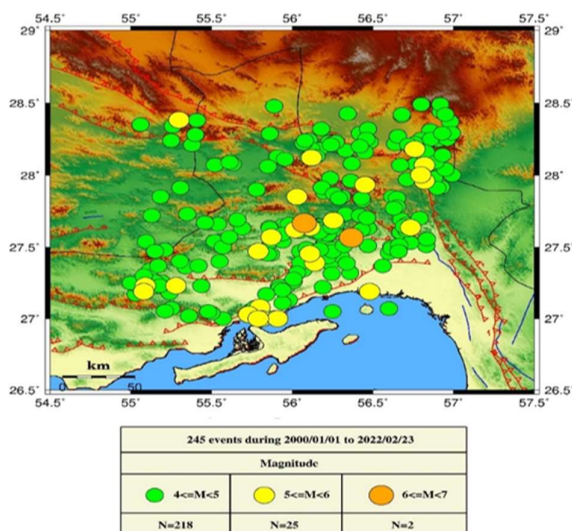 54.5˚ 55˚ 55.5˚ 56˚ 56.5˚ 57˚ 57.5˚
29˚ 29˚
28.5˚ 28.5˚
28˚ 28˚
27.5˚ 27.5˚
27˚ 27˚
km
0 50
26.5˚ 26.5˚
54.5˚ 55˚ 55.5˚ 56˚ 56.5˚ 57˚ 57.5˚
245 events during 2000/01/01 to 2022/02/23
Magnitude
4<=M<5 5<=M<6 6<=M<7
N=218 N=25 N=2